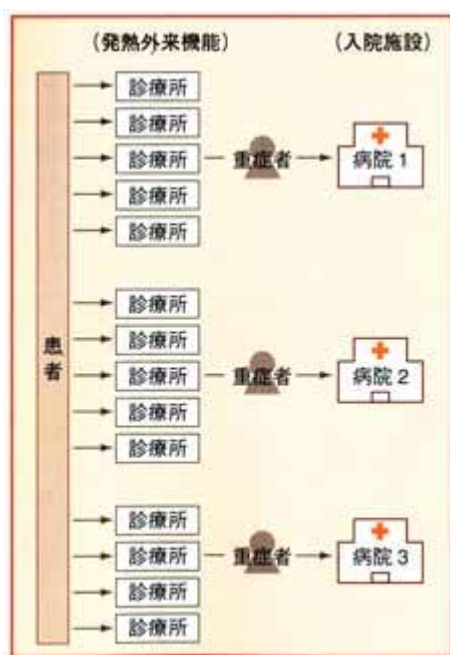 （発熱外来機能）
（入院施設）
患者
診療所
診療所
診療所
診療所
診療所
重症者
病院 1
診療所
診療所
診療所
診療所
診療所
重症者
病院 2
診療所
診療所
診療所
診療所
重症者
病院 3